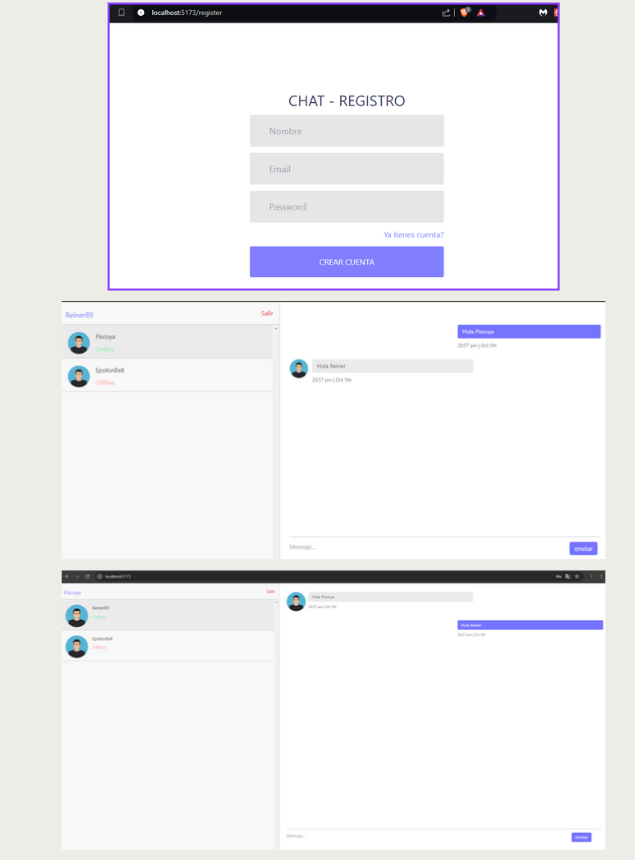 localhost:5173/register
CHAT - REGISTRO
Nombre
Email
Password
Ya tienes cuenta?
CREAR CUENTA
Reiner89
Salir
Piscoya
Online
EpsilonBell
Offline
Hola Piscoya
20:57 pm | Oct 5th
Hola Reiner
20:57 pm | Oct 5th
Mensaje...
enviar
localhost:5173
Piscoya
Salir
Reiner89
Online
EpsilonBell
Offline
Hola Piscoya
20:57 pm | Oct 5th
Hola Reiner
20:57 pm | Oct 5th
Mensaje...
enviar